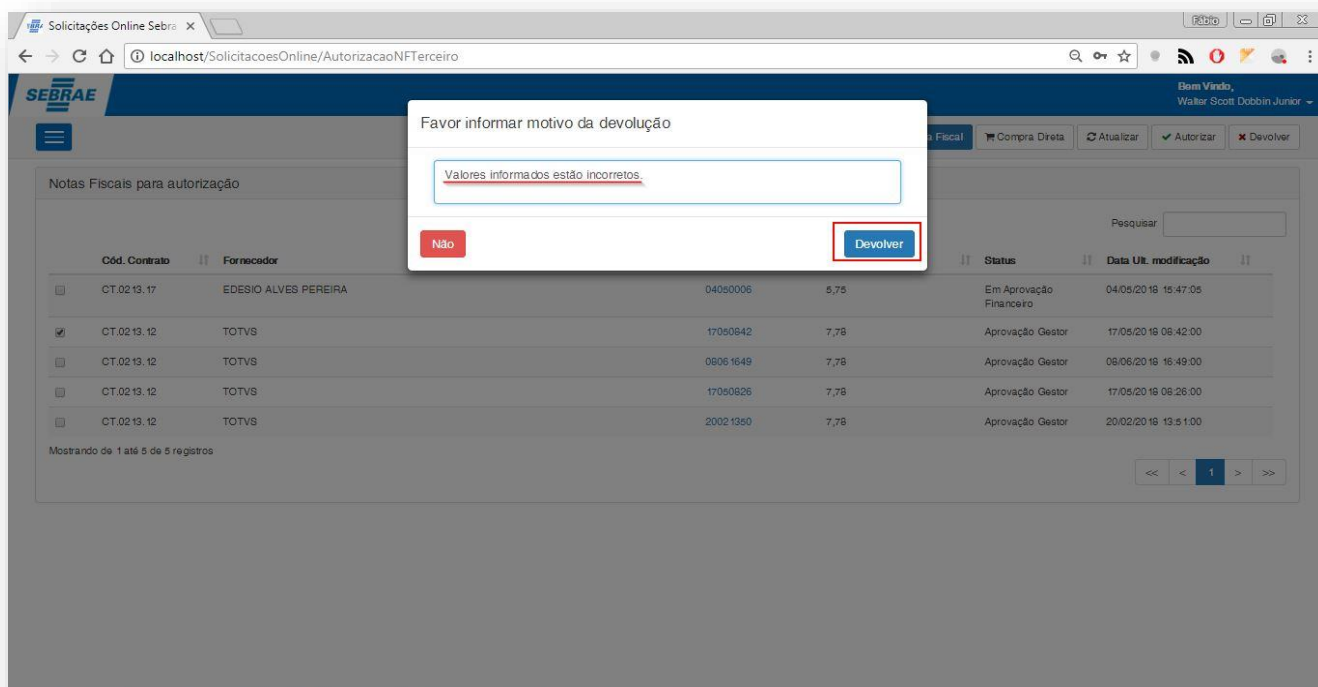 Solicitações Online Sebra
Fábio
localhost/SolicitacoesOnline/AutorizacaoNFTerceiro
SEBRAE
Bem Vindo,
Walter Scott Dobbin Junior
Favor informar motivo da devolução
a Fiscal
Compra Direta
Atualizar
Autorizar
Devolver
Valores informados estão incorretos.
Notas Fiscais para autorização
Não
Devolver
Pesquisar
Cód. Contrato Fornecedor Status Data Ult. modificação
CT.0213.17 EDESIO ALVES PEREIRA 04050006 5,75 Em Aprovação Financeiro 04/05/2018 15:47:05
CT.0213.12 TOTVS 17050842 7,78 Aprovação Gestor 17/05/2018 08:42:00
CT.0213.12 TOTVS 08061649 7,78 Aprovação Gestor 08/06/2018 16:49:00
CT.0213.12 TOTVS 17050826 7,78 Aprovação Gestor 17/05/2018 08:26:00
CT.0213.12 TOTVS 20021350 7,78 Aprovação Gestor 20/02/2018 13:51:00
Mostrando de 1 até 5 de 5 registros
<< < 1 > >>